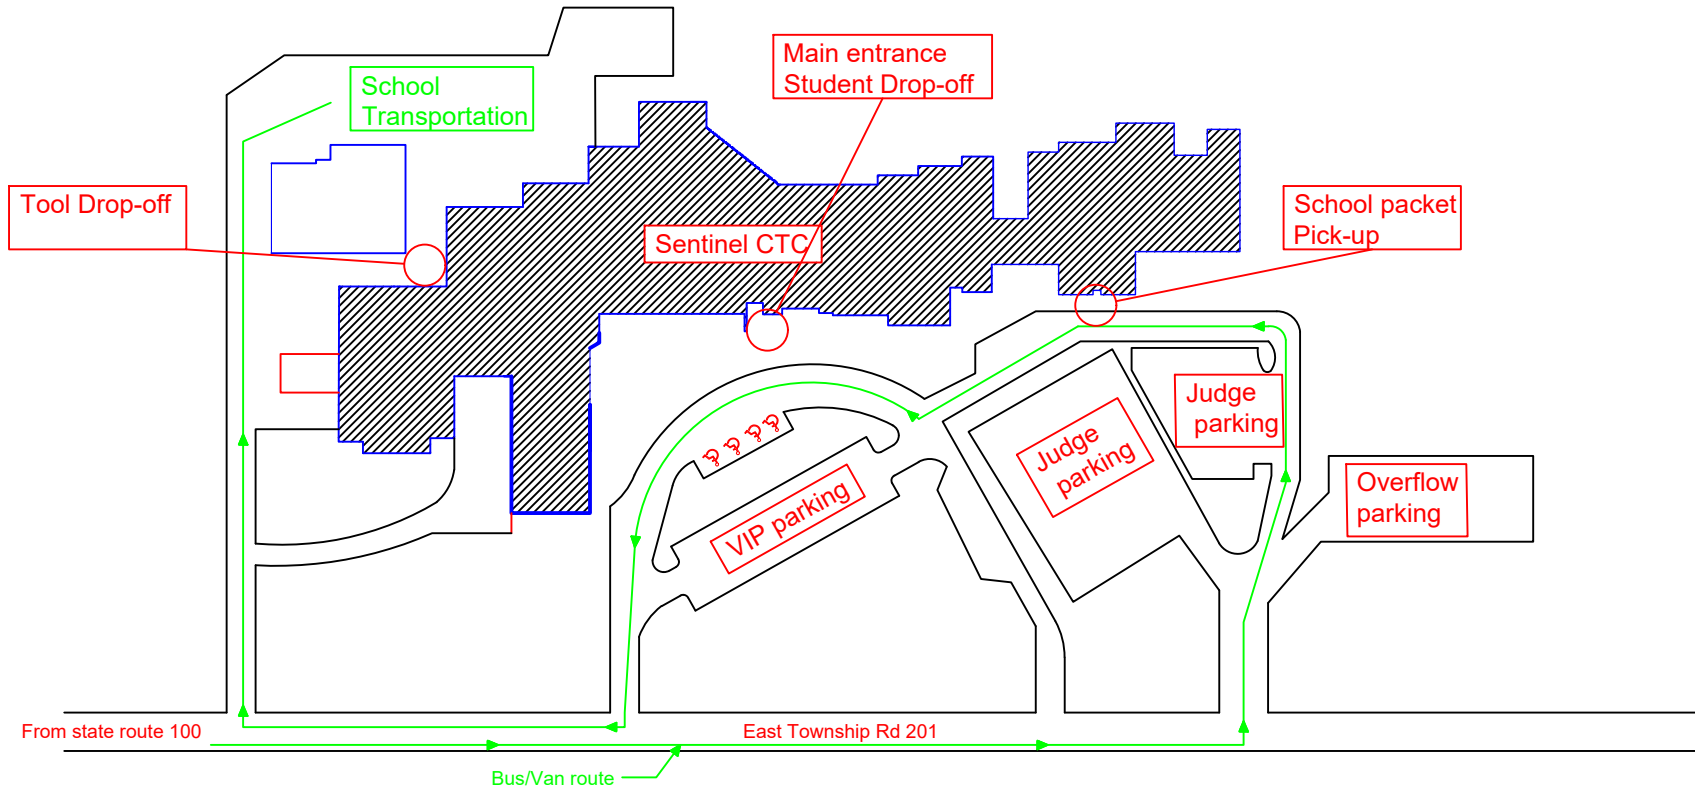 School
Transportation
Main entrance
Student Drop-off
Tool Drop-off
School packet
Pick-up
Sentinel CTC
Judge
parking
Judge
parking
VIP parking
Overflow
parking
From state route 100
East Township Rd 201
Bus/Van route